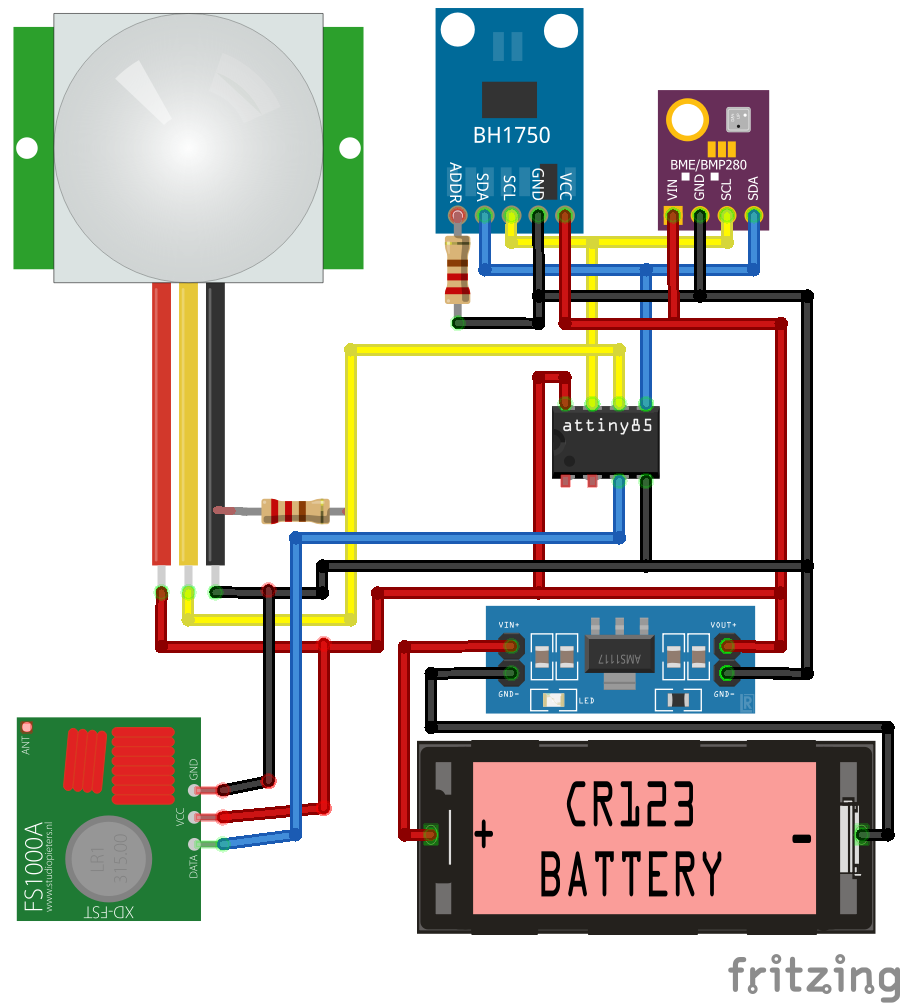 BH1750
ADDR
SDA
SCL
GND
VCC
BME/BMP280
VIN
GND
SCL
SDA
attiny85
VIN+
VOUT+
AMS1117
GND-
GND-
LED
ANT
GND
VCC
DATA
FS1000A
www.studiopieters.nl
LR1
315.00
XD-FST
+
CR123
-
BATTERY
fritzing